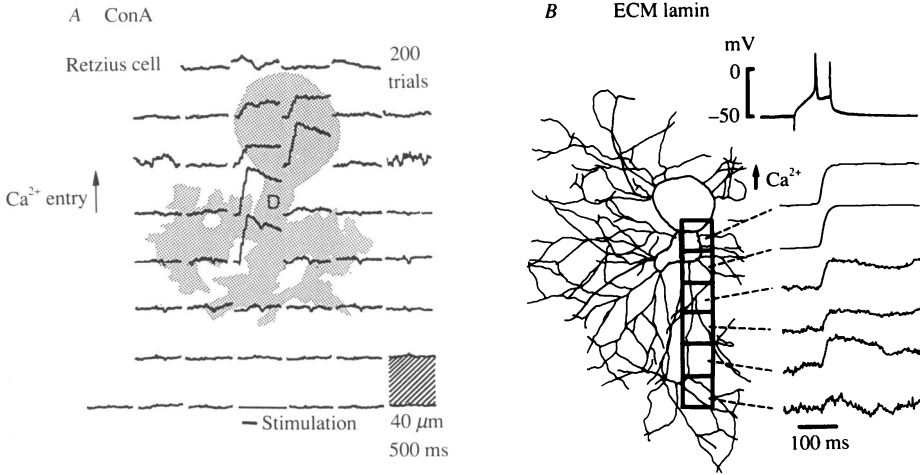 A ConA
Retzius cell
200
trials
Ca²⁺ entry
D
Stimulation
40 μm
500 ms
B ECM lamin
mV
0
−50
Ca²⁺
100 ms